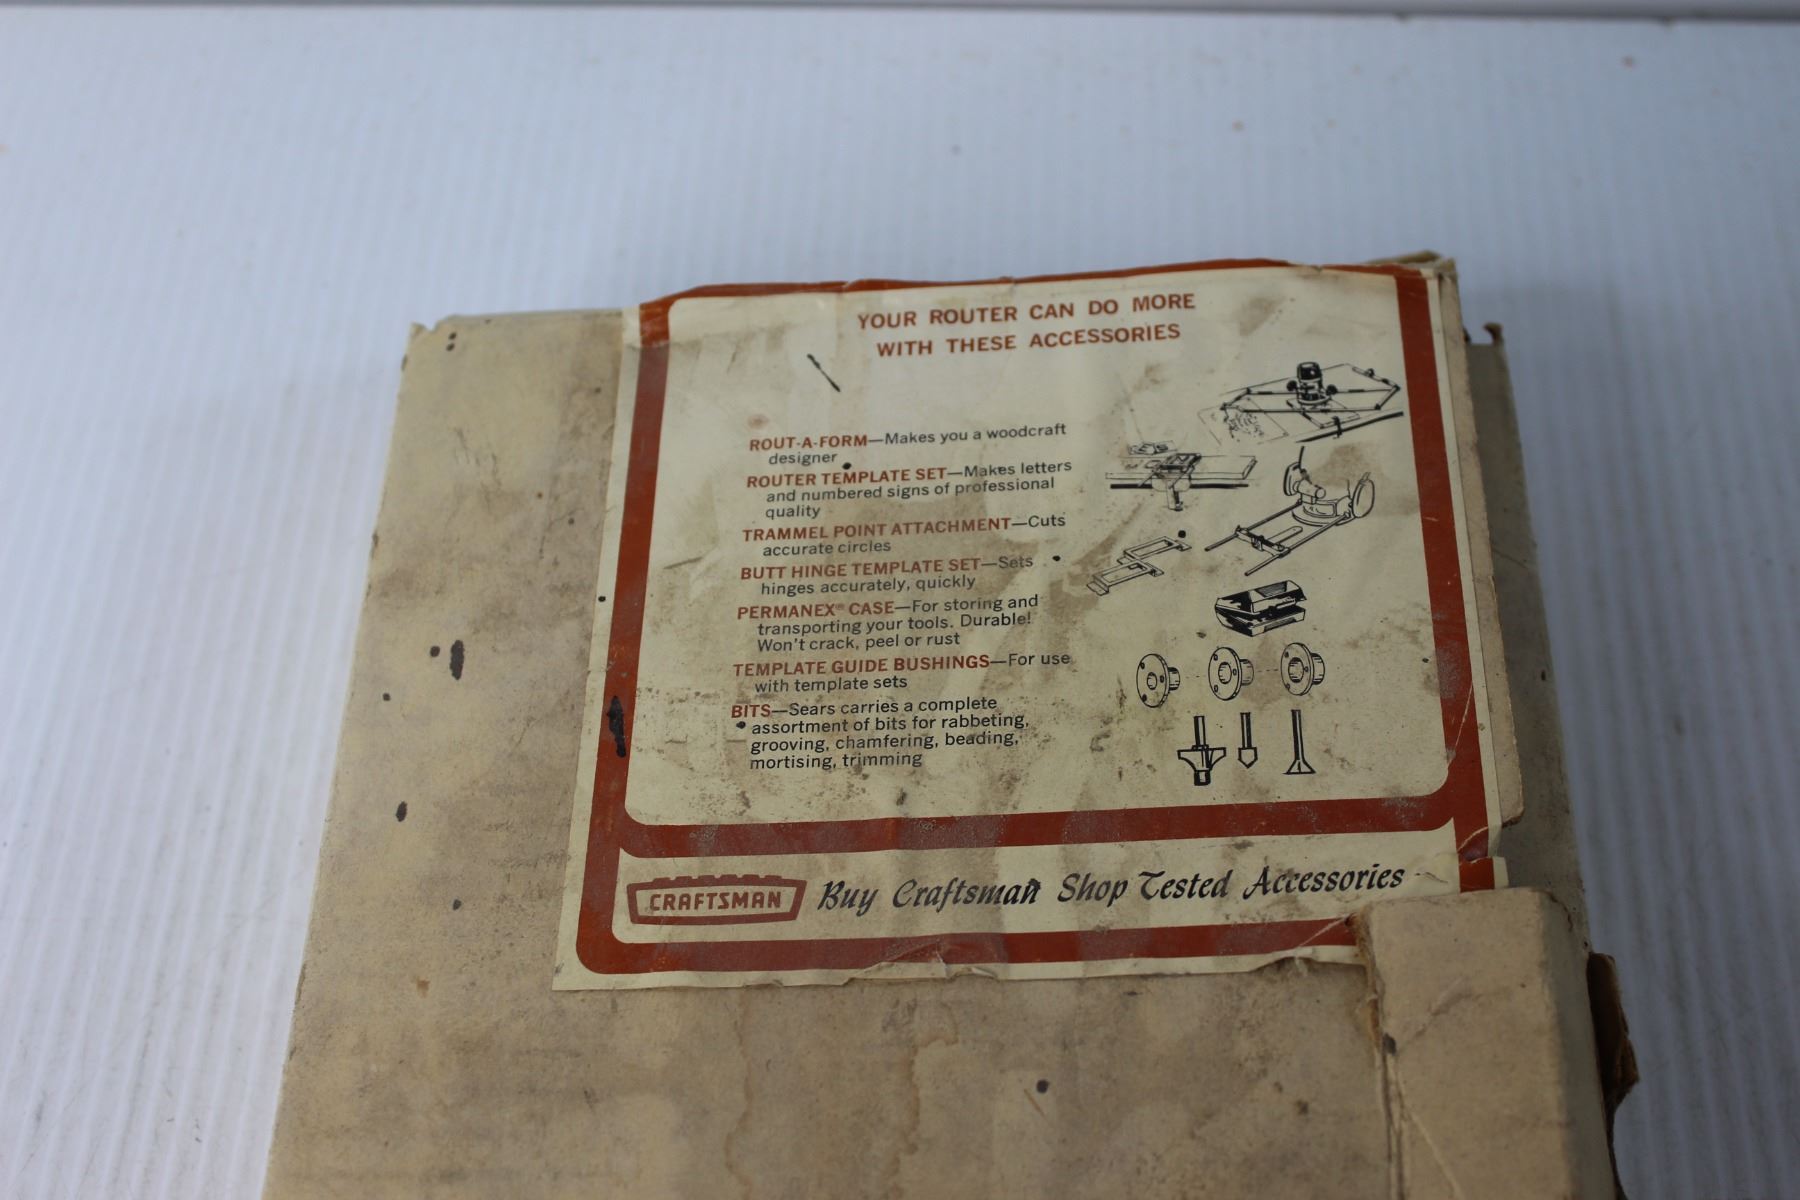 YOUR ROUTER CAN DO MORE
WITH THESE ACCESSORIES
ROUT-A-FORM—Makes you a woodcraft
designer
ROUTER TEMPLATE SET—Makes letters
and numbered signs of professional
quality
TRAMMEL POINT ATTACHMENT—Cuts
accurate circles
BUTT HINGE TEMPLATE SET—Sets
hinges accurately, quickly
PERMANEX® CASE—For storing and
transporting your tools. Durable!
Won't crack, peel or rust
TEMPLATE GUIDE BUSHINGS—For use
with template sets
BITS—Sears carries a complete
assortment of bits for rabbeting,
grooving, chamfering, beading,
mortising, trimming
CRAFTSMAN Buy Craftsman Shop Tested Accessories